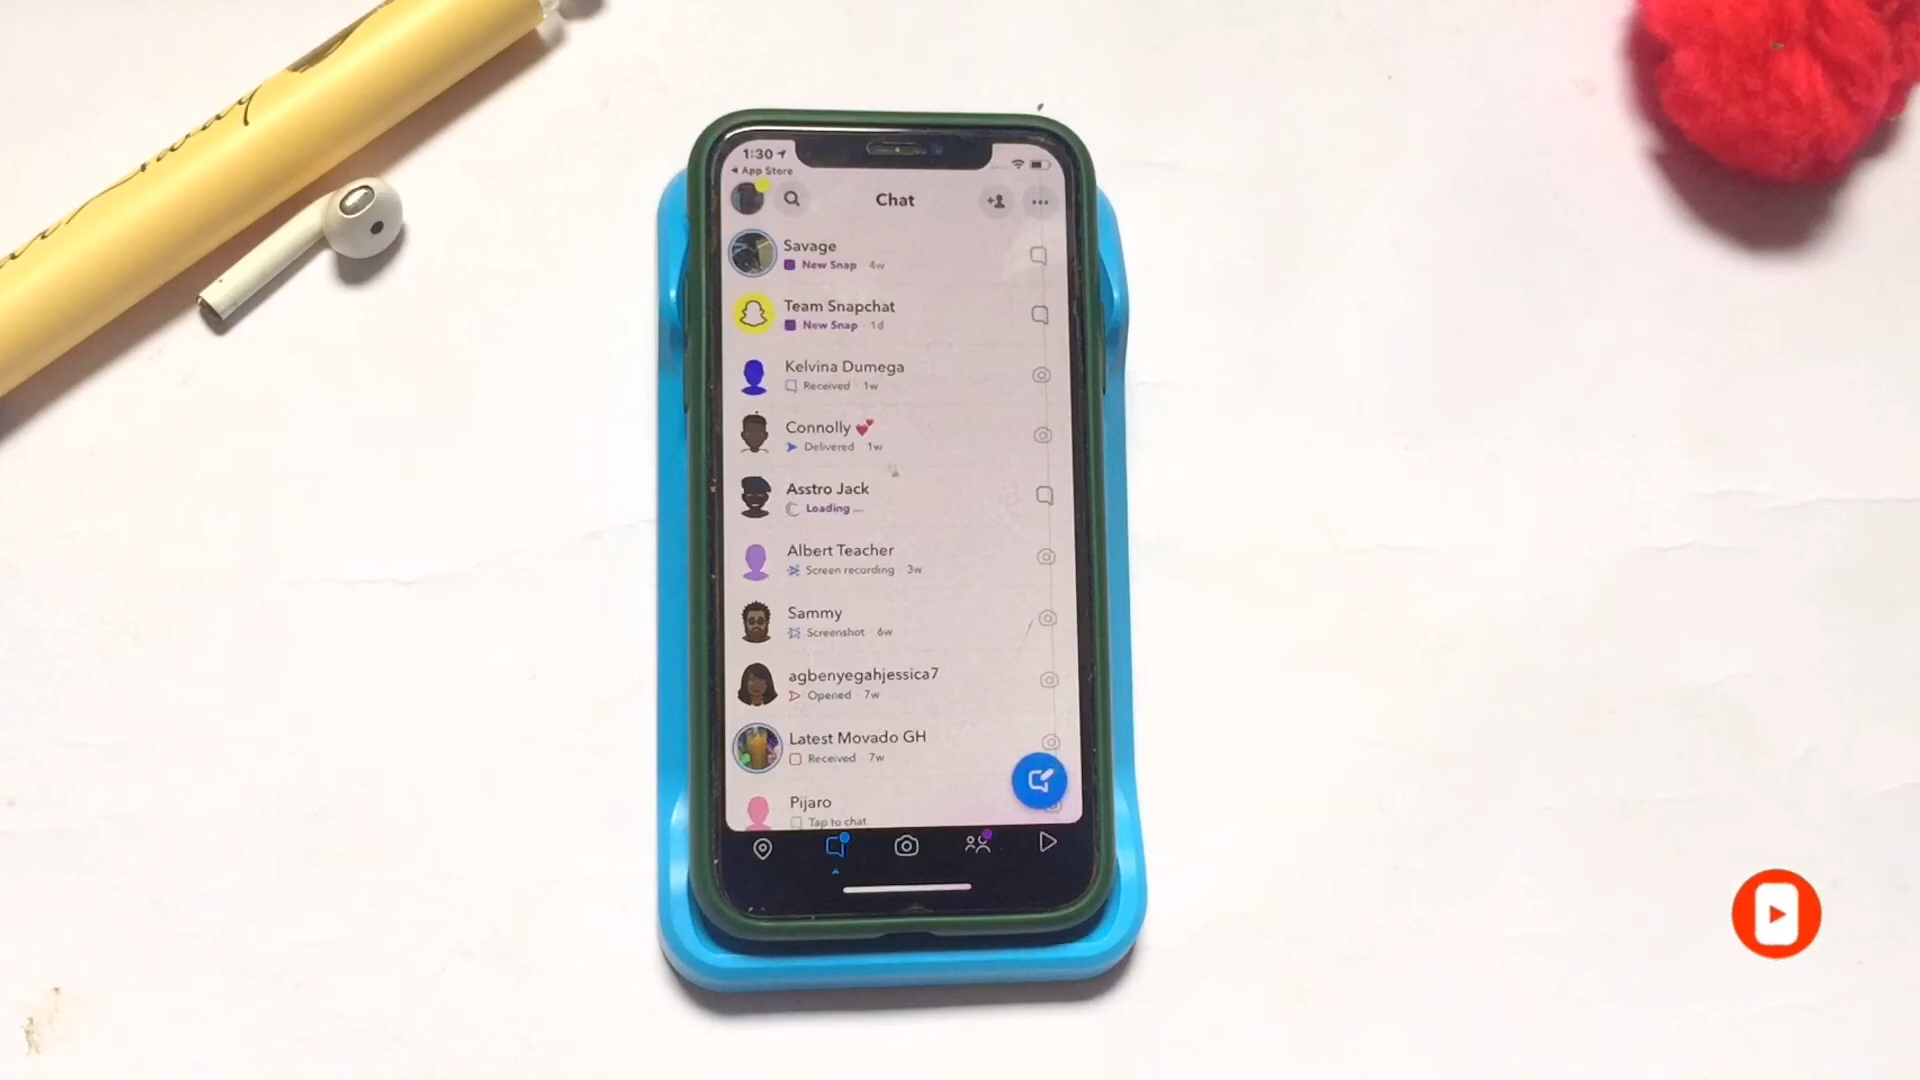 1:30
App Store
Chat
Savage
New Snap 4w
Team Snapchat
New Snap · 1d
Kelvina Dumega
Received · 1w
Connolly 💕
Delivered 1w
Asstro Jack
Loading ...
Albert Teacher
Screen recording · 3w
Sammy
Screenshot · 6w
agbenyegahjessica7
Opened · 7w
Latest Movado GH
Received 7w
Pijaro
Tap to chat